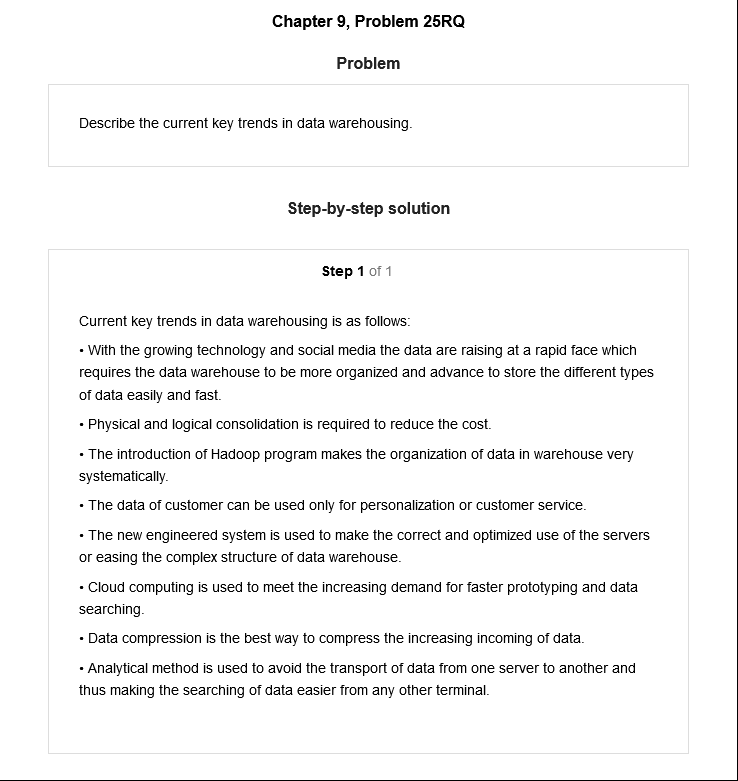 Chapter 9, Problem 25RQ
Problem
Describe the current key trends in data warehousing.
Step-by-step solution
Step 1 of 1
Current key trends in data warehousing is as follows:
• With the growing technology and social media the data are raising at a rapid face which
requires the data warehouse to be more organized and advance to store the different types
of data easily and fast.
• Physical and logical consolidation is required to reduce the cost.
• The introduction of Hadoop program makes the organization of data in warehouse very
systematically.
• The data of customer can be used only for personalization or customer service.
• The new engineered system is used to make the correct and optimized use of the servers
or easing the complex structure of data warehouse.
• Cloud computing is used to meet the increasing demand for faster prototyping and data
searching.
• Data compression is the best way to compress the increasing incoming of data.
• Analytical method is used to avoid the transport of data from one server to another and
thus making the searching of data easier from any other terminal.